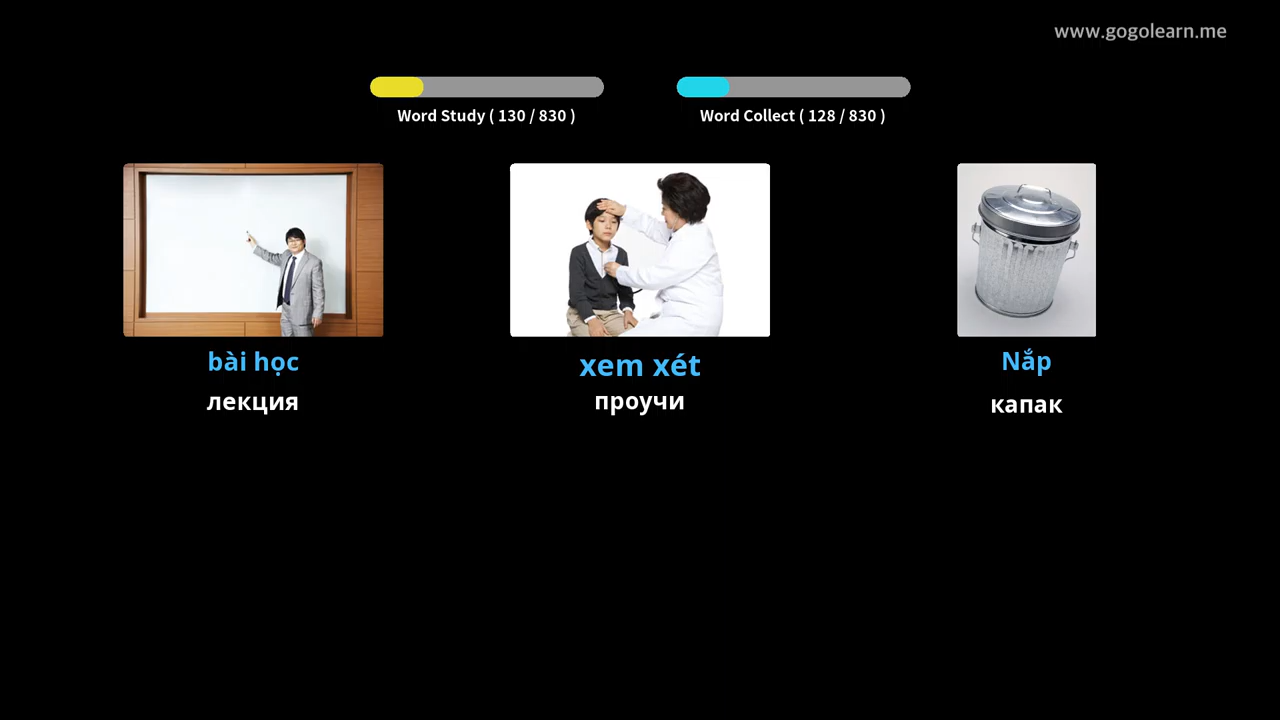 www.gogolearn.me
Word Study ( 130 / 830 )
Word Collect ( 128 / 830 )
bài học
лекция
xem xét
проучи
Nắp
капак